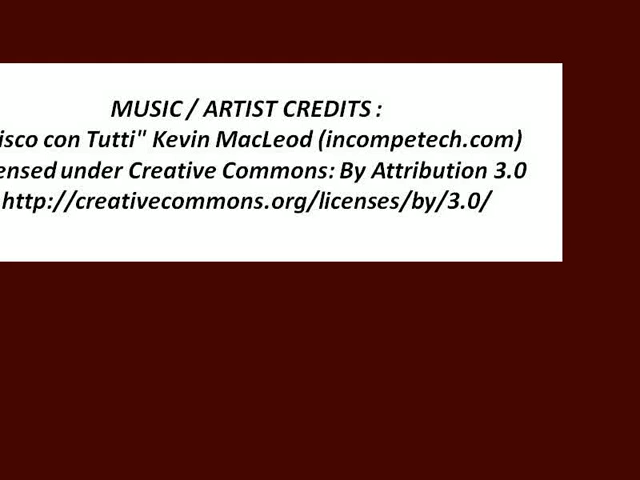 MUSIC / ARTIST CREDITS :
isco con Tutti" Kevin MacLeod (incompetech.com)
ensed under Creative Commons: By Attribution 3.0
http://creativecommons.org/licenses/by/3.0/